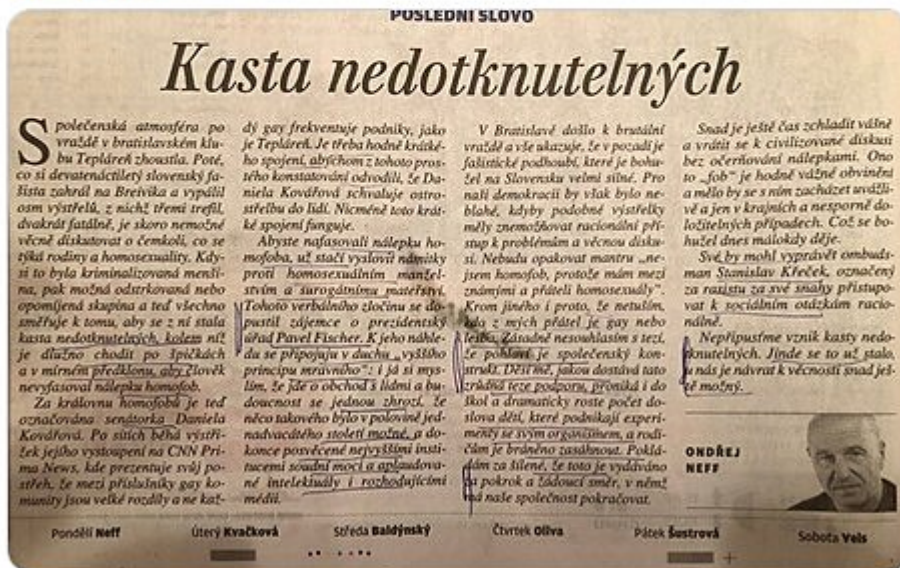 POSLEDNÍ SLOVO
Kasta nedotknutelných
Společenská atmosféra po
vraždě v bratislavském klu-
bu Tepláreň zhoustla. Poté,
co si devatenáctiletý slovenský fa-
šista zahrál na Breivika a vypálil
osm výstřelů, z nichž třemi trefil,
dvakrát fatálně, je skoro nemožné
věcně diskutovat o čemkoli, co se
týká rodiny a homosexuality. Kdy-
si to byla kriminalizovaná menši-
na, pak možná odstrkovaná nebo
opomíjená skupina a teď všechno
směřuje k tomu, aby se z ní stala
kasta nedotknutelných, kolem níž
je dlužno chodit po špičkách
a v mírném předklonu, aby člověk
nevyfasoval nálepku homofob.
Za královnu homofobů je teď
označována senátorka Daniela
Kovářová. Po sítích běhá výstři-
žek jejího vystoupení na CNN Pri-
ma News, kde prezentuje svůj po-
střeh, že mezi příslušníky gay ko-
munity jsou velké rozdíly a ne kaž-
dý gay frekventuje podniky, jako
je Tepláreň. Je třeba hodně krátké-
ho spojení, abychom z tohoto pros-
tého konstatování odvodili, že Da-
niela Kovářová schvaluje ostro-
střelbu do lidí. Nicméně toto krát-
ké spojení funguje.
Abyste nafasovali nálepku ho-
mofoba, už stačí vyslovit námitky
proti homosexuálním manžel-
stvím a surogátnímu mateřství.
Tohoto verbálního zločinu se do-
pustil zájemce o prezidentský
úřad Pavel Fischer. K jeho náhle-
du se připojuji v duchu „vyššího
principu mravního“: i já si mys-
lím, že jde o obchod s lidmi a bu-
doucnost se jednou zhrozí, že
něco takového bylo v polovině jed-
nadvacátého století možné, a do-
konce posvěcené nejvyššími insti-
tucemi soudní moci a aplaudova-
né intelektuály i rozhodujícími
médii.
V Bratislavě došlo k brutální
vraždě a vše ukazuje, že v pozadí je
fašistické podhoubí, které je bohu-
žel na Slovensku velmi silné. Pro
naši demokracii by však bylo ne-
blahé, kdyby podobné výstřelky
měly znemožňovat racionální pří-
stup k problémům a věcnou disku-
si. Nebudu opakovat mantru „ne-
jsem homofob, protože mám mezi
známými a přáteli homosexuály“.
Krom jiného i proto, že netuším,
kdo z mých přátel je gay nebo
lesba. Zásadně nesouhlasím s tezí,
že pohlaví je společenský kon-
strukt. Děsí mě, jakou dostává tato
zrůdná teze podporu, proniká i do
škol a dramaticky roste počet do-
slova dětí, které podnikají experi-
menty se svým organismem, a rodi-
čům je bráněno zasáhnout. Poklá-
dám za šílené, že toto je vydáváno
za pokrok a žádoucí směr, v němž
má naše společnost pokračovat.
Snad je ještě čas zchladit vášně
a vrátit se k civilizované diskusi
bez očerňování nálepkami. Ono
to „fob“ je hodně vážné obvinění
a mělo by se s ním zacházet uvážli-
vě a jen v krajních a nesporně do-
ložitelných případech. Což se bo-
hužel dnes málokdy děje.
Své by mohl vyprávět ombuds-
man Stanislav Křeček, označený
za rasistu za své snahy přistupo-
vat k sociálním otázkám racio-
nálně.
Nepřipusťme vznik kasty nedo-
tknutelných. Jinde se to už stalo,
u nás je návrat k věcnosti snad ješ-
tě možný.
ONDŘEJ
NEFF
Pondělí Neff Úterý Kvačková Středa Baldýnský Čtvrtek Oliva Pátek Šustrová Sobota Veis